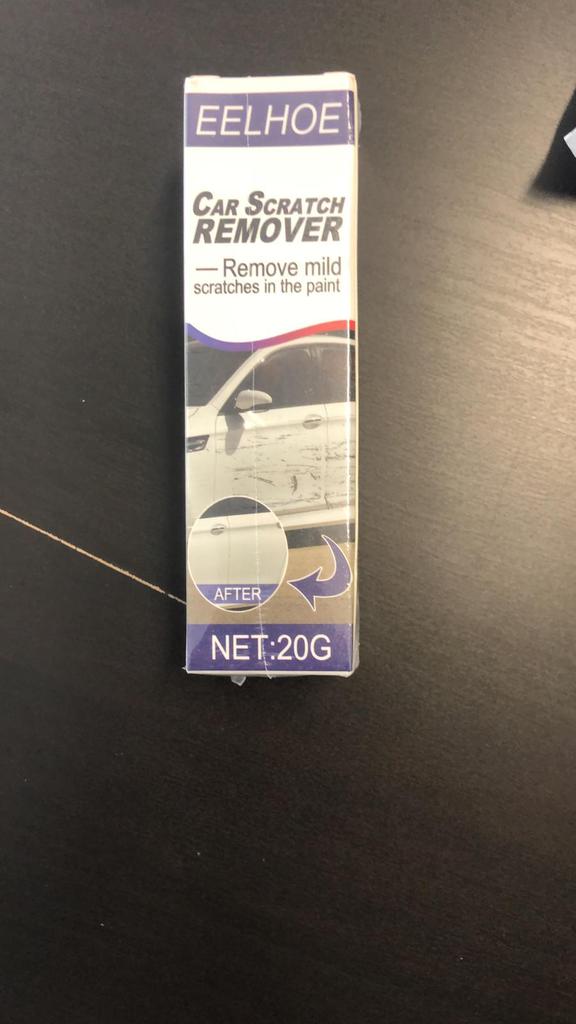 EELHOE
CAR SCRATCH
REMOVER
— Remove mild
scratches in the paint
AFTER
NET:20G